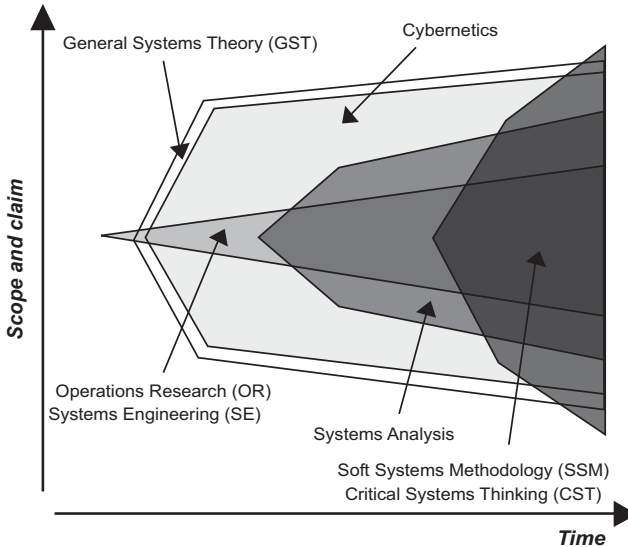 Cybernetics
General Systems Theory (GST)
Scope and claim
Operations Research (OR)
Systems Engineering (SE)
Systems Analysis
Soft Systems Methodology (SSM)
Critical Systems Thinking (CST)
Time